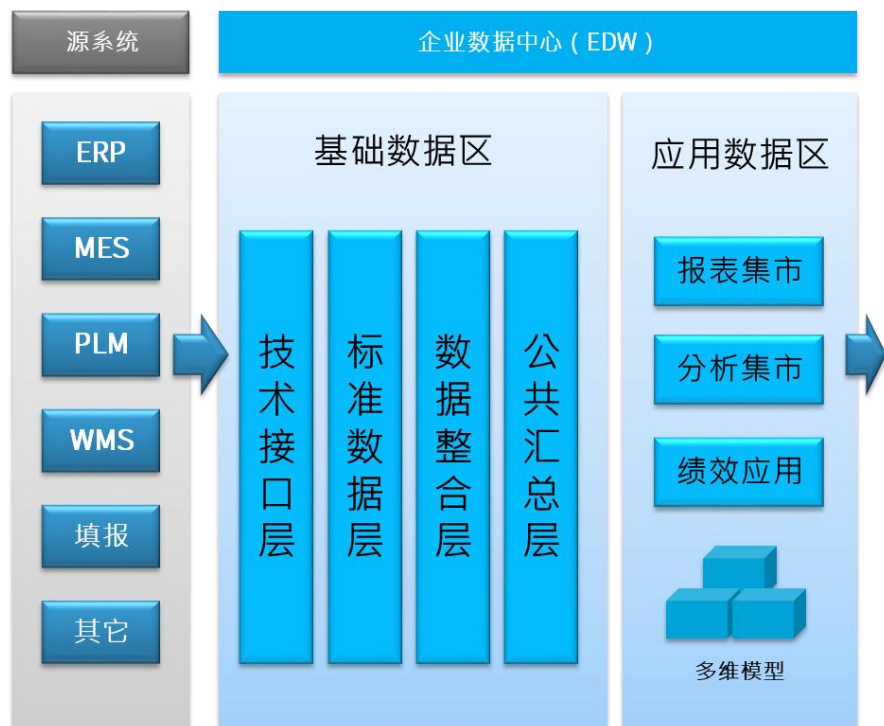 源系统
企业数据中心（EDW）
ERP
MES
PLM
WMS
填报
其它
基础数据区
技术接口层
标准数据层
数据整合层
公共汇总层
应用数据区
报表集市
分析集市
绩效应用
多维模型